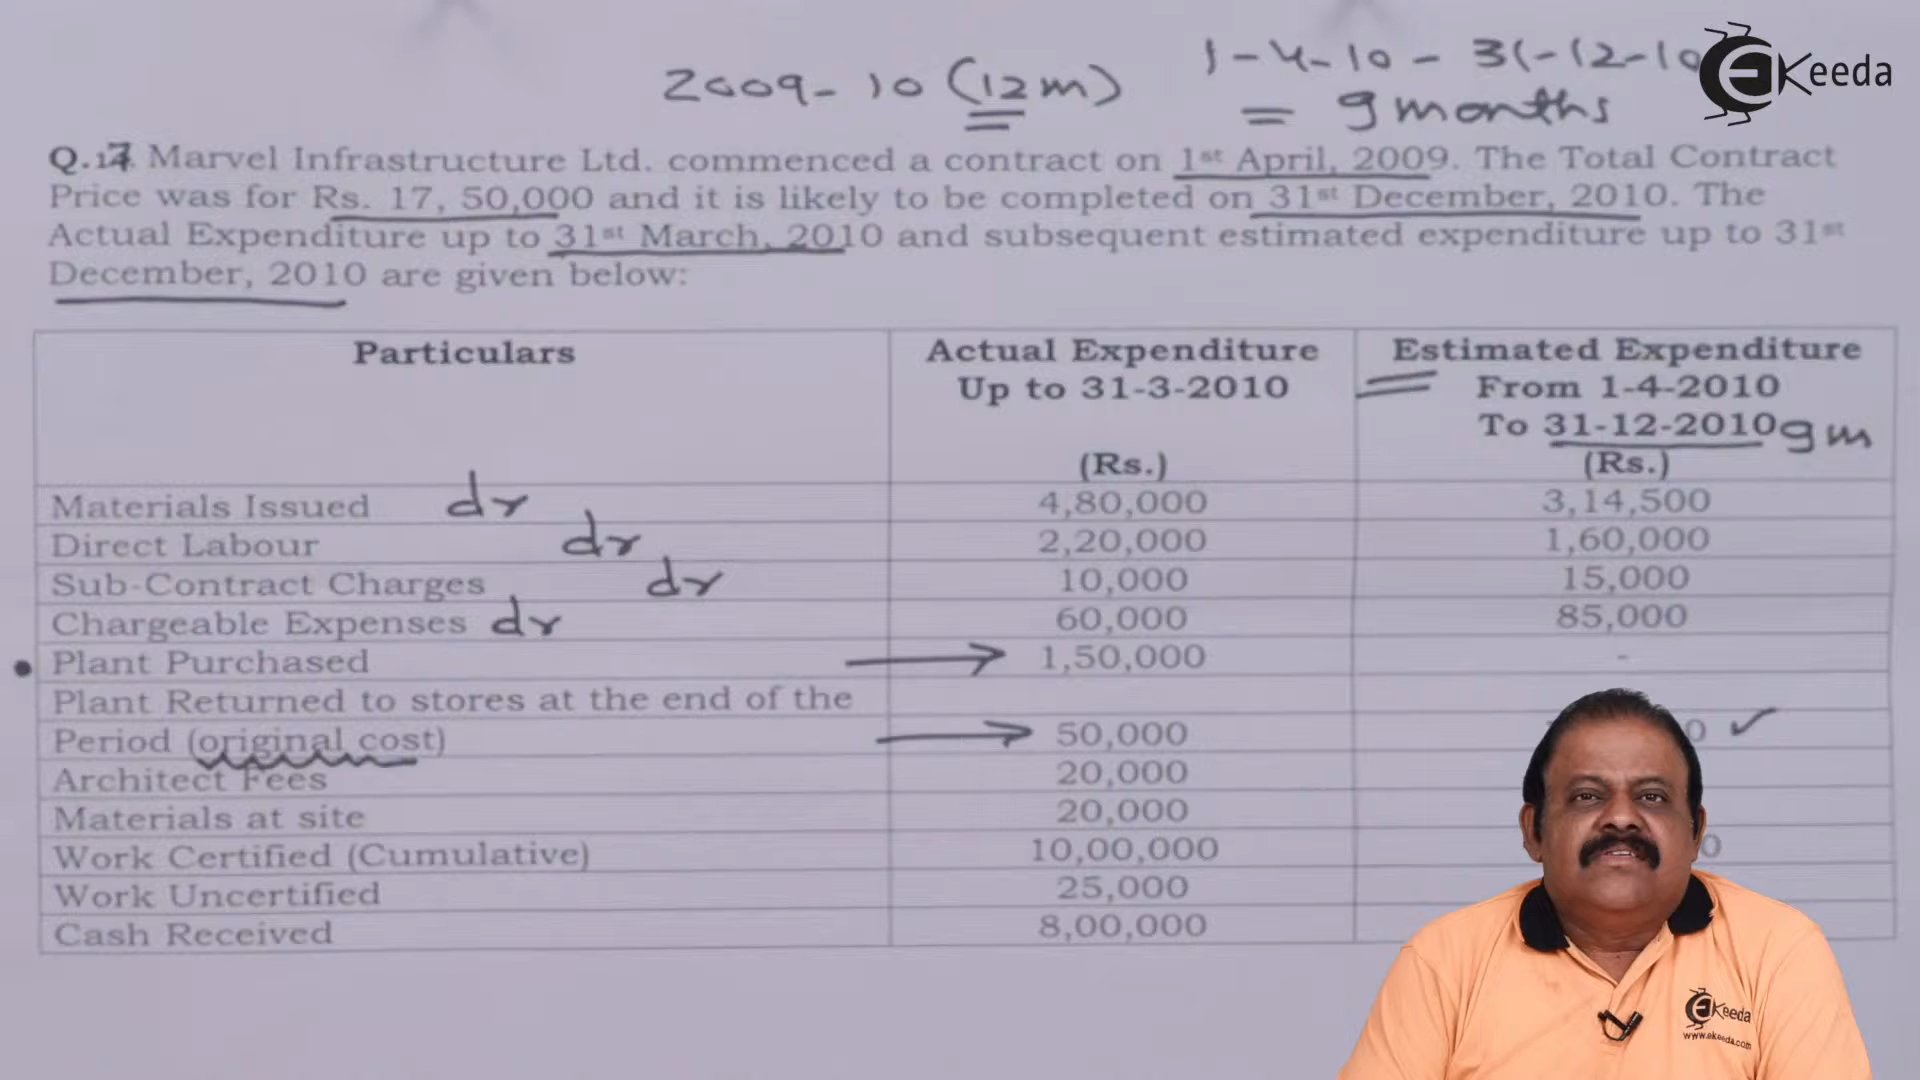 2009-10 (12m)
1-4-10 - 31-12-10
= 9 months
EKeeda
Q.17. Marvel Infrastructure Ltd. commenced a contract on 1st April, 2009. The Total Contract
Price was for Rs. 17, 50,000 and it is likely to be completed on 31st December, 2010. The
Actual Expenditure up to 31st March, 2010 and subsequent estimated expenditure up to 31st
December, 2010 are given below:
Particulars
Actual Expenditure
Up to 31-3-2010
(Rs.)
Estimated Expenditure
From 1-4-2010
To 31-12-2010 9m
(Rs.)
Materials Issued dr 4,80,000 3,14,500
Direct Labour dr 2,20,000 1,60,000
Sub-Contract Charges dr 10,000 15,000
Chargeable Expenses dr 60,000 85,000
Plant Purchased 1,50,000 -
Plant Returned to stores at the end of the
Period (original cost) 50,000
Architect Fees 20,000
Materials at site 20,000
Work Certified (Cumulative) 10,00,000
Work Uncertified 25,000
Cash Received 8,00,000
EKeeda
www.ekeeda.com